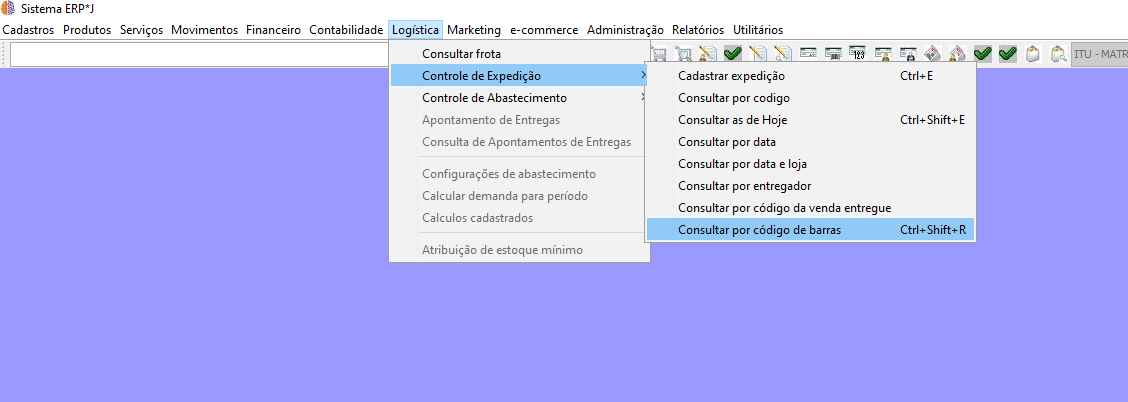 Sistema ERP*J
Cadastros Produtos Serviços Movimentos Financeiro Contabilidade Logística Marketing e-commerce Administração Relatórios Utilitários
123
ITU - MATR
Consultar frota
Controle de Expedição
Controle de Abastecimento
Apontamento de Entregas
Consulta de Apontamentos de Entregas
Configurações de abastecimento
Calcular demanda para período
Calculos cadastrados
Atribuição de estoque mínimo
Cadastrar expedição Ctrl+E
Consultar por codigo
Consultar as de Hoje Ctrl+Shift+E
Consultar por data
Consultar por data e loja
Consultar por entregador
Consultar por código da venda entregue
Consultar por código de barras Ctrl+Shift+R